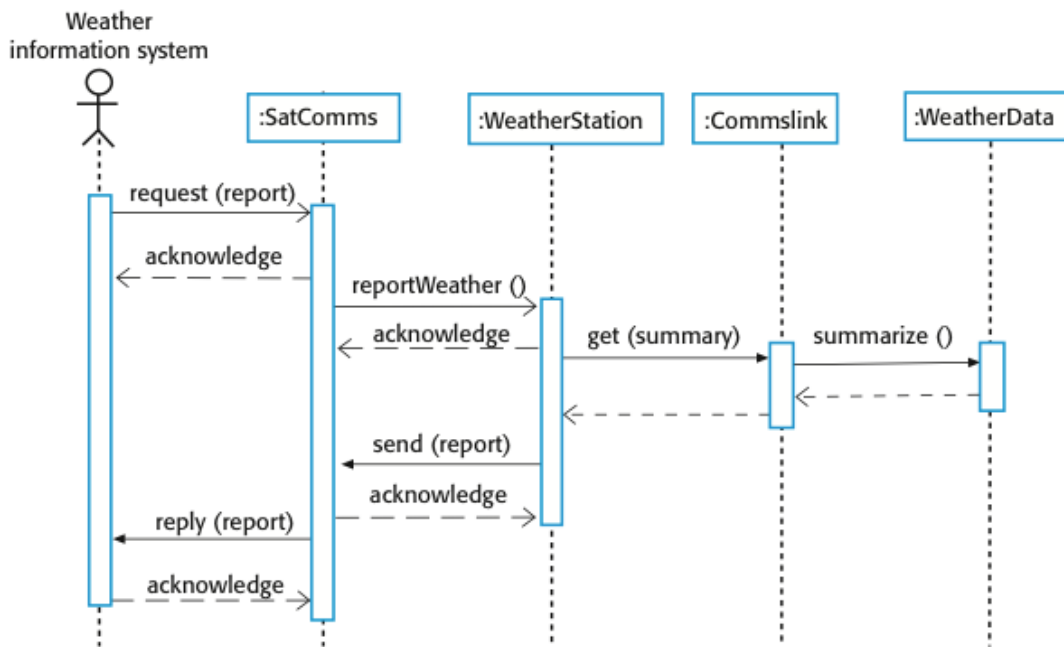 Weather
information system
:SatComms
:WeatherStation
:Commslink
:WeatherData
request (report)
acknowledge
reportWeather ()
acknowledge
get (summary)
summarize ()
send (report)
acknowledge
reply (report)
acknowledge